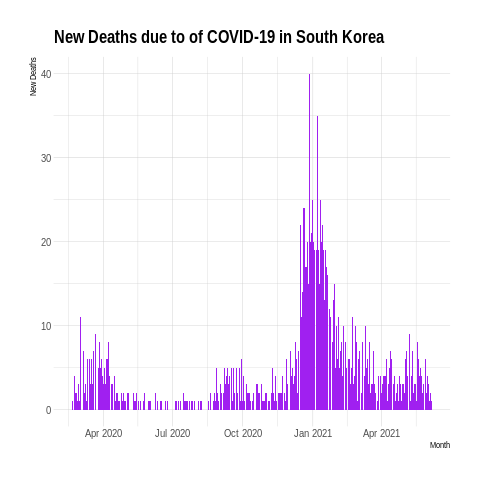 New Deaths due to of COVID-19 in South Korea
New Deaths
40
30
20
10
0
Apr 2020 Jul 2020 Oct 2020 Jan 2021 Apr 2021
Month